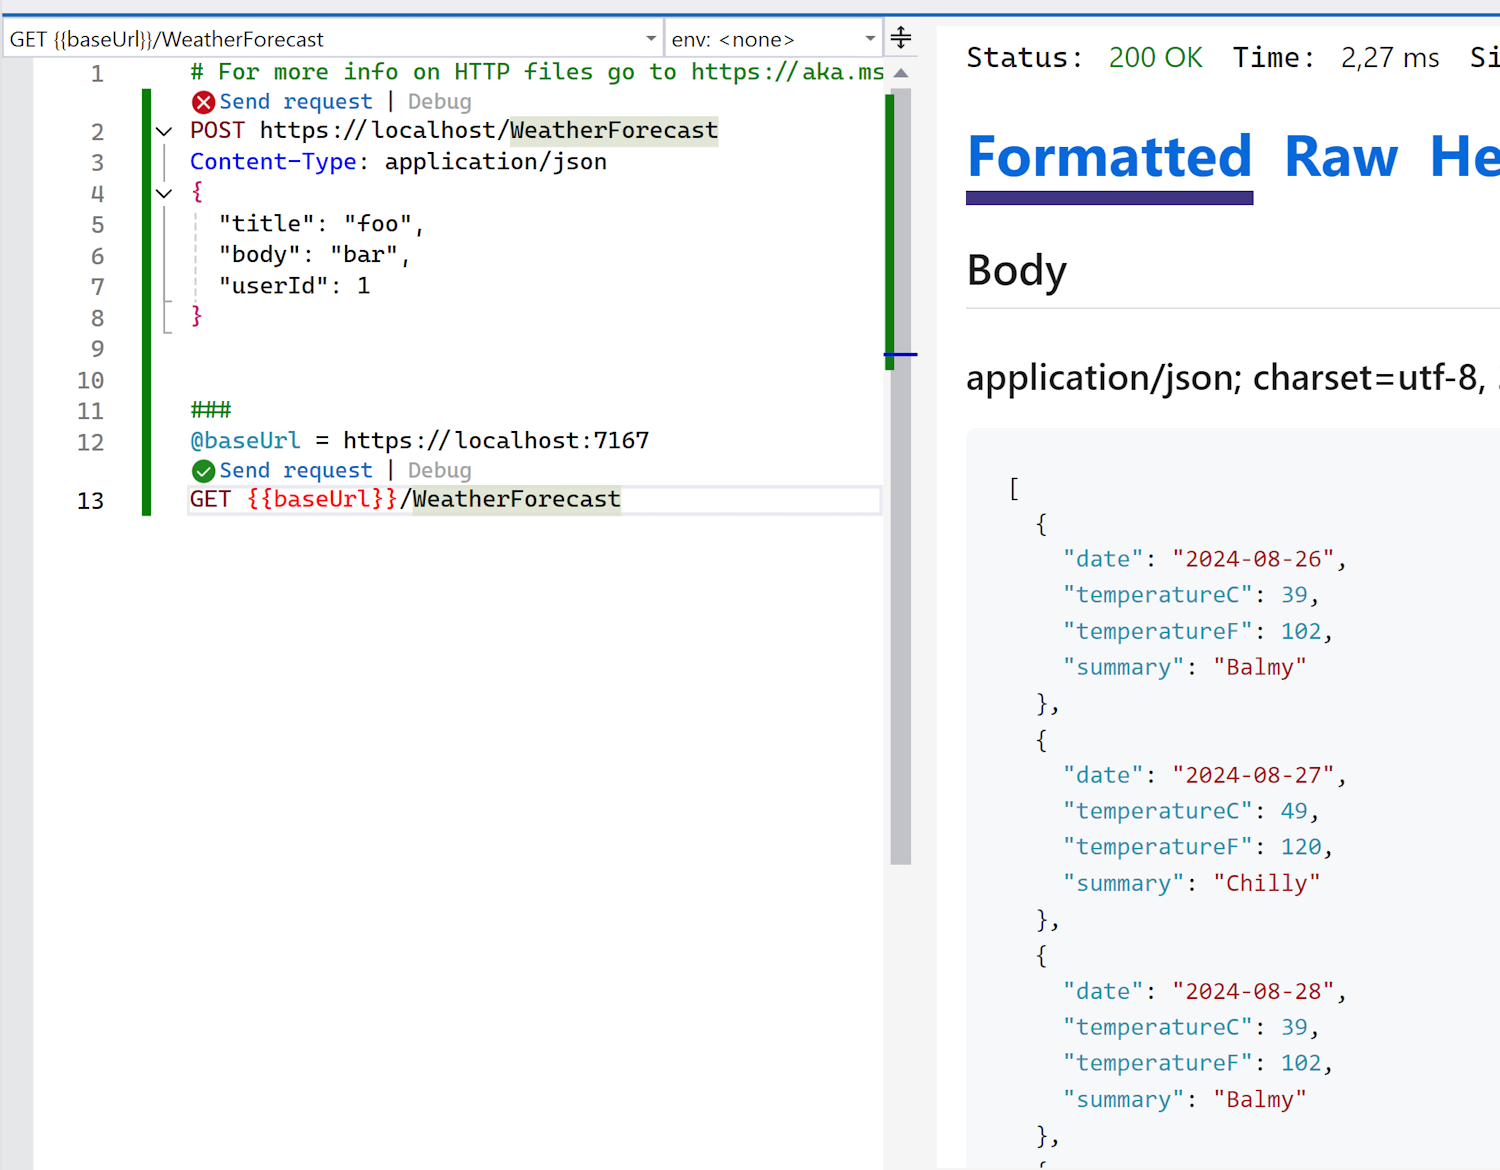 GET {{baseUrl}}/WeatherForecast
env: <none>
1 # For more info on HTTP files go to https://aka.ms
Send request | Debug
2 POST https://localhost/WeatherForecast
3 Content-Type: application/json
4 {
5 "title": "foo",
6 "body": "bar",
7 "userId": 1
8 }
9
10
11 ###
12 @baseUrl = https://localhost:7167
Send request | Debug
13 GET {{baseUrl}}/WeatherForecast
Status: 200 OK Time: 2,27 ms Si
Formatted Raw He
Body
application/json; charset=utf-8, .
[
{
"date": "2024-08-26",
"temperatureC": 39,
"temperatureF": 102,
"summary": "Balmy"
},
{
"date": "2024-08-27",
"temperatureC": 49,
"temperatureF": 120,
"summary": "Chilly"
},
{
"date": "2024-08-28",
"temperatureC": 39,
"temperatureF": 102,
"summary": "Balmy"
},
{